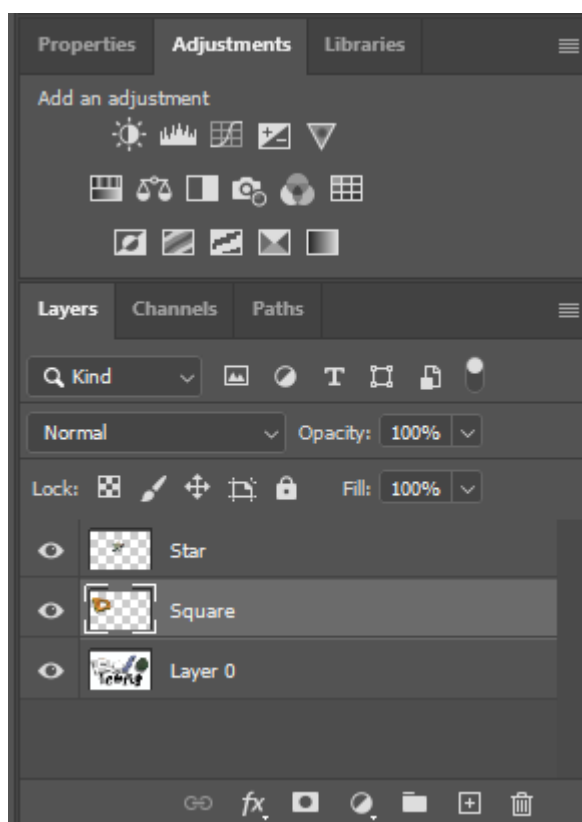 Properties Adjustments Libraries
Add an adjustment
Layers Channels Paths
Kind T
Normal Opacity: 100%
Lock: Fill: 100%
Star
Square
Layer 0
fx